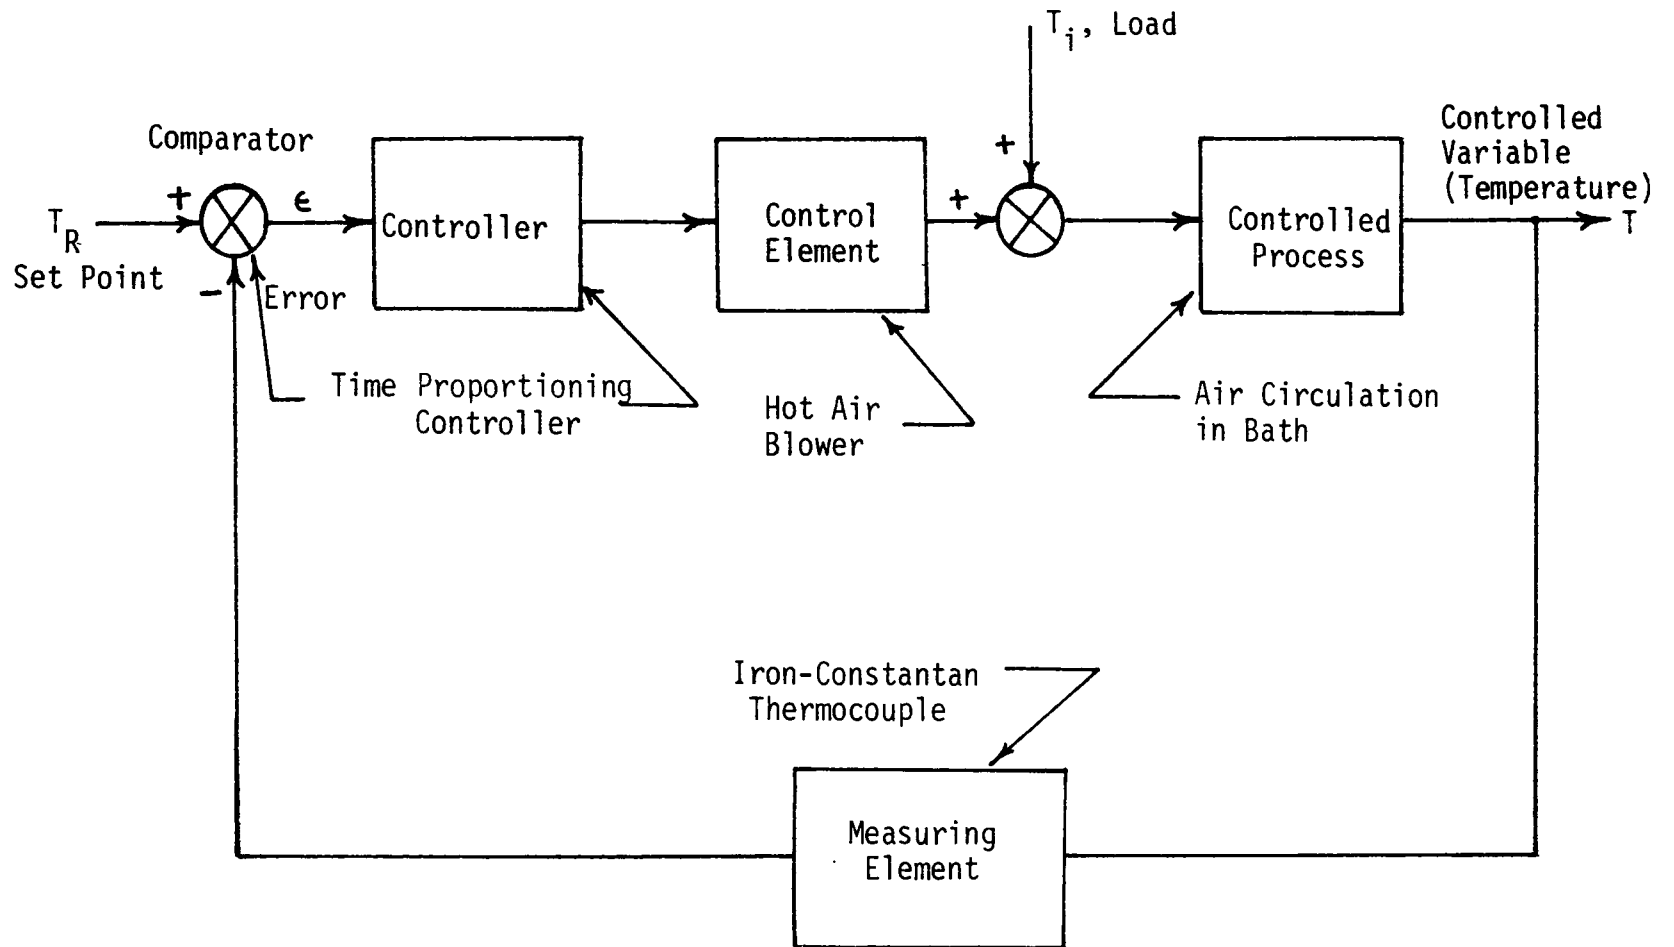 T_i, Load
Comparator
+
ϵ
T_R
Set Point
-
Error
Controller
Control
Element
+
+
Controlled
Process
Controlled
Variable
(Temperature)
T
Time Proportioning
Controller
Hot Air
Blower
Air Circulation
in Bath
Iron-Constantan
Thermocouple
Measuring
Element